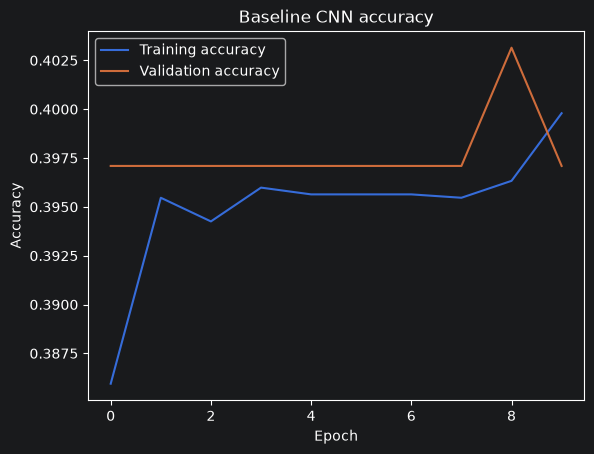 Baseline CNN accuracy
Training accuracy
Validation accuracy
0.4025
0.4000
0.3975
0.3950
0.3925
0.3900
0.3875
Accuracy
0 2 4 6 8
Epoch